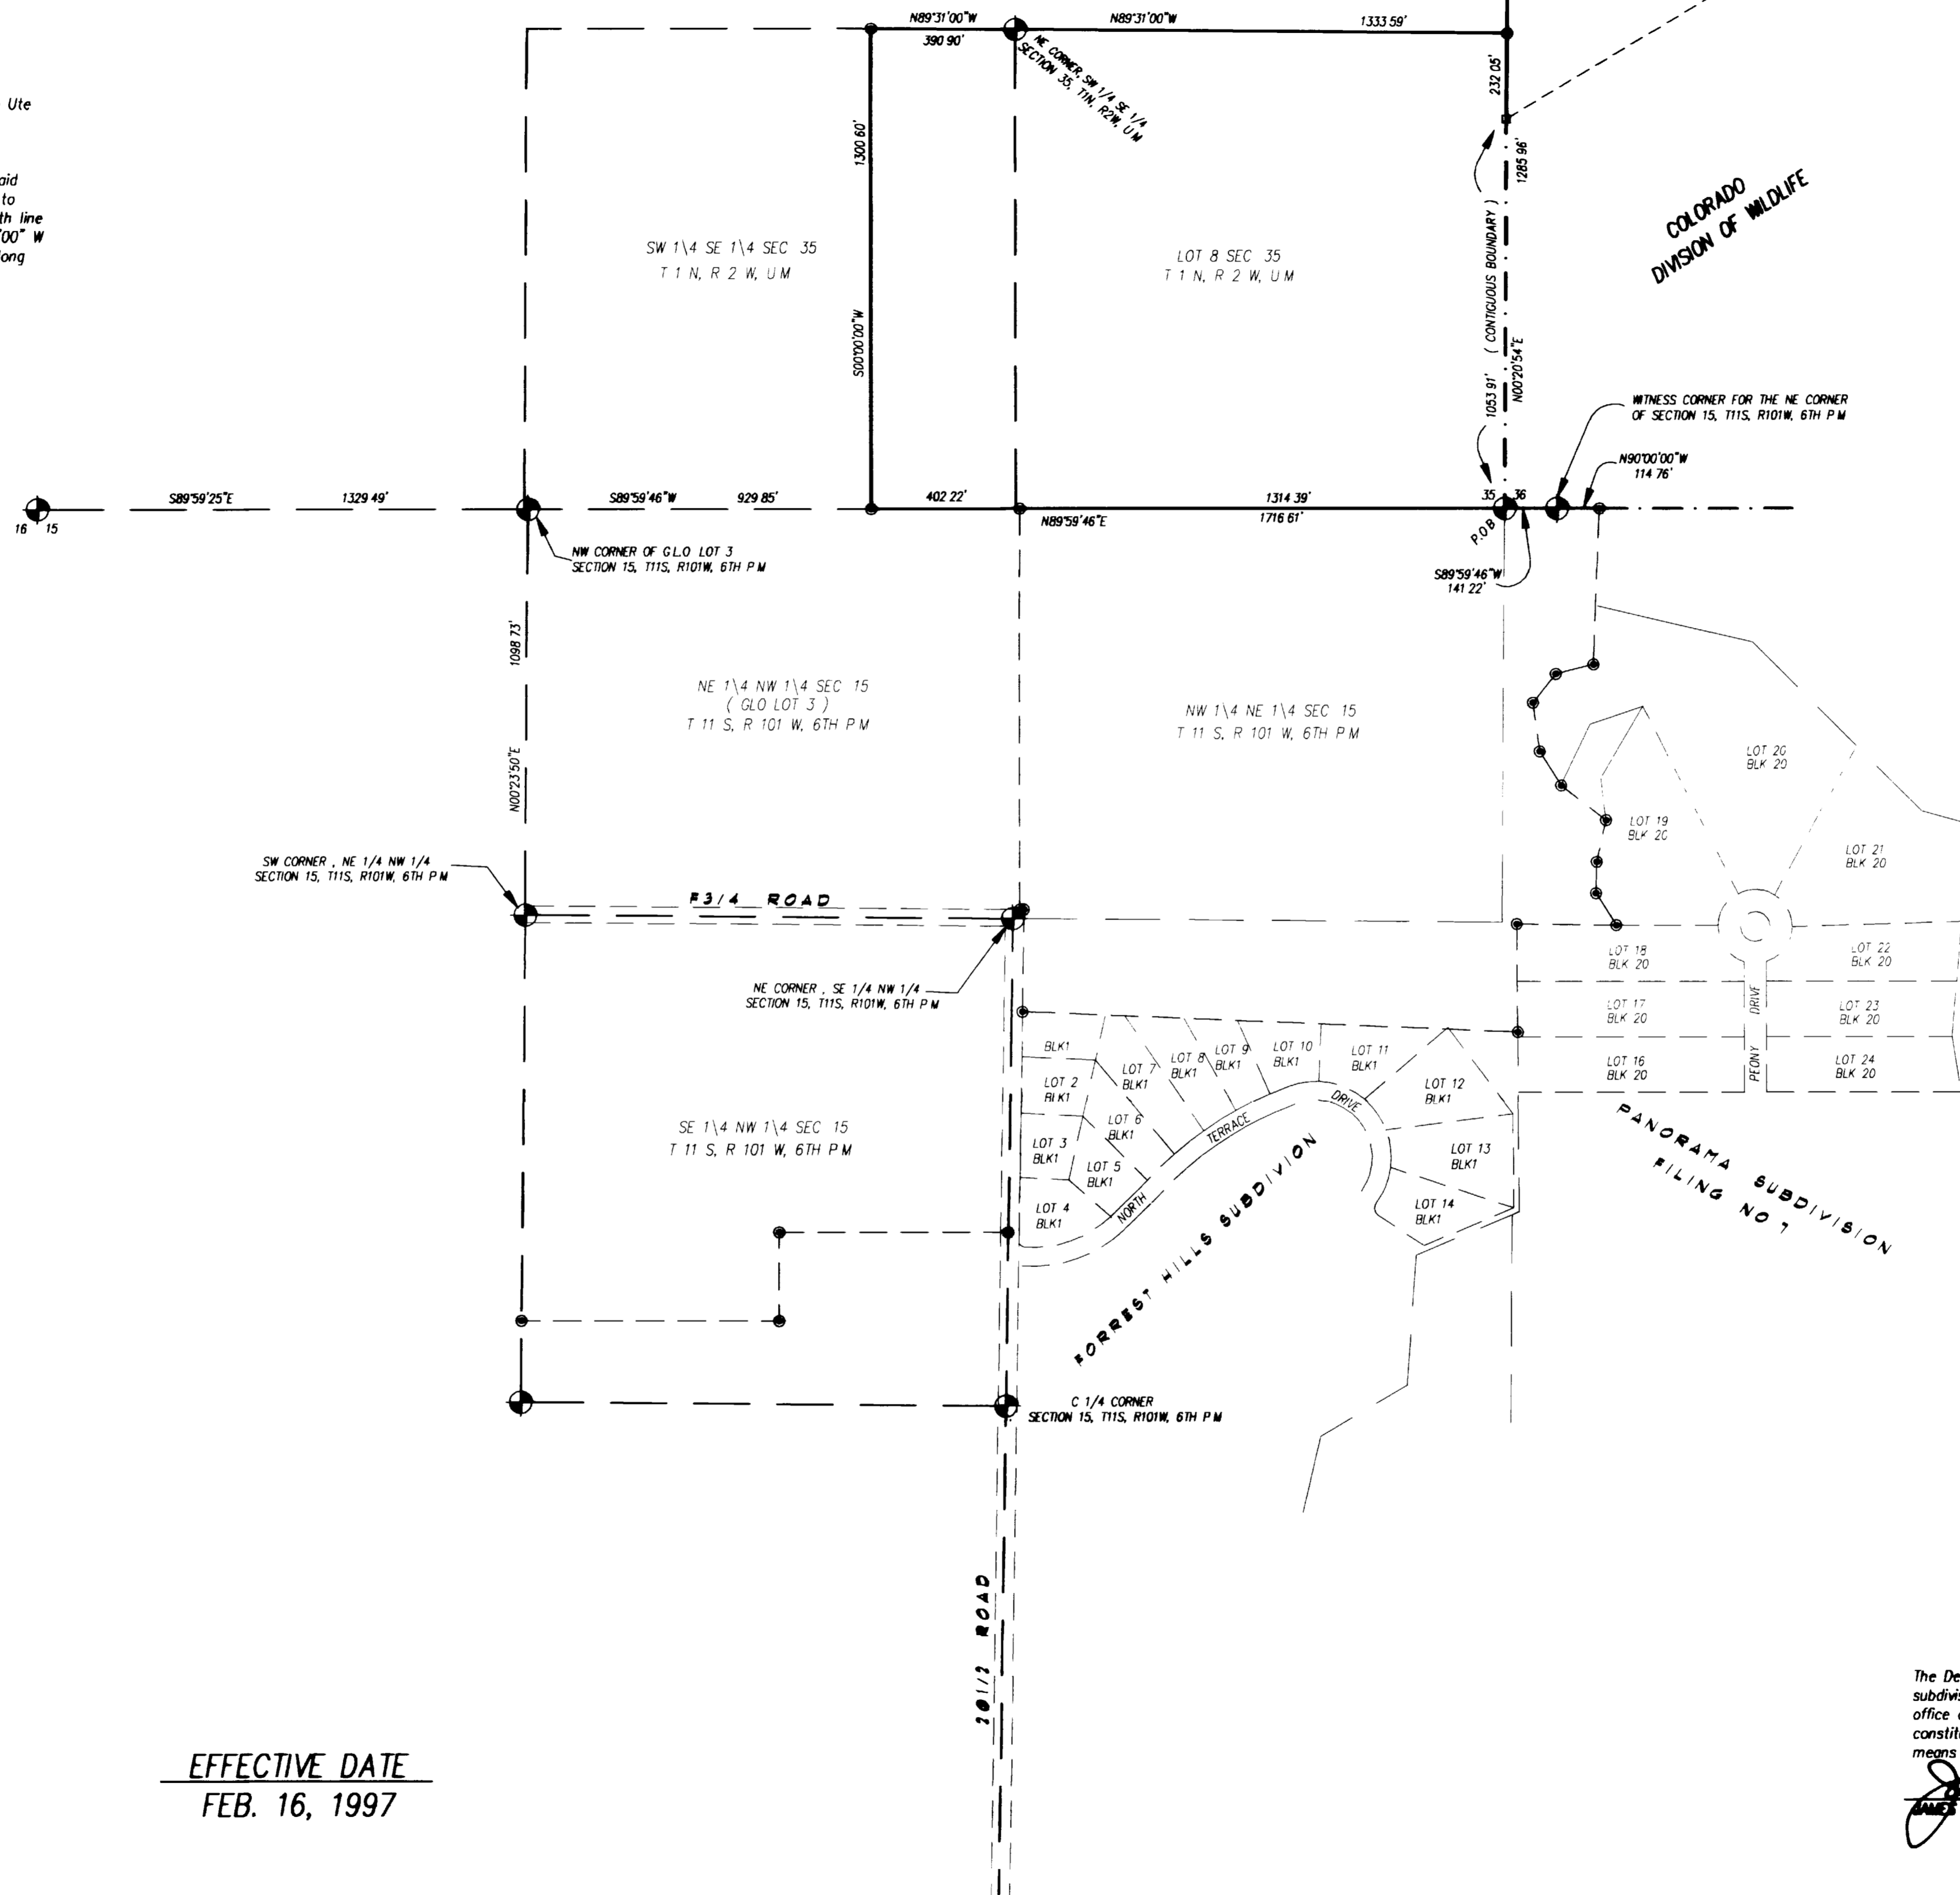 N89°31'00"W
390 90'
N89°31'00"W
1333 59'
NE CORNER, SW 1/4 SE 1/4
SECTION 35, T1N, R2W, U M
232 05'
1300 60'
S00°00'00"W
1285 96'
( CONTIGUOUS BOUNDARY )
1053 91'
N00°20'54"E
Ute
aid
to
th line
'00" W
long
COLORADO
DIVISION OF WILDLIFE
SW 1\4 SE 1\4 SEC 35
T 1 N, R 2 W, U M
LOT 8 SEC 35
T 1 N, R 2 W, U M
WITNESS CORNER FOR THE NE CORNER
OF SECTION 15, T11S, R101W, 6TH P M
N90°00'00"W
114 76'
S89°59'25"E
1329 49'
S89°59'46"W
929 85'
402 22'
1314 39'
35 36
16 15
N89°59'46"E
1716 61'
P.O B
S89°59'46"W
141 22'
NW CORNER OF G.L.O LOT 3
SECTION 15, T11S, R101W, 6TH P M
1098 73'
N00°23'50"E
NE 1\4 NW 1\4 SEC 15
( GLO LOT 3 )
T 11 S, R 101 W, 6TH P M
NW 1\4 NE 1\4 SEC 15
T 11 S, R 101 W, 6TH P M
LOT 20
BLK 20
LOT 19
BLK 20
LOT 21
BLK 20
SW CORNER , NE 1/4 NW 1/4
SECTION 15, T11S, R101W, 6TH P M
F 3/4 ROAD
NE CORNER , SE 1/4 NW 1/4
SECTION 15, T11S, R101W, 6TH P M
LOT 18
BLK 20
LOT 22
BLK 20
LOT 17
BLK 20
LOT 23
BLK 20
LOT 16
BLK 20
LOT 24
BLK 20
PEONY DRIVE
BLK1
LOT 2
BLK1
LOT 3
BLK1
LOT 4
BLK1
LOT 5
BLK1
LOT 6
BLK1
LOT 7
BLK1
LOT 8
BLK1
LOT 9
BLK1
LOT 10
BLK1
LOT 11
BLK1
LOT 12
BLK1
LOT 13
BLK1
LOT 14
BLK1
NORTH TERRACE DRIVE
SE 1\4 NW 1\4 SEC 15
T 11 S, R 101 W, 6TH P M
FORREST HILLS SUBDIVISION
PANORAMA SUBDIVISION
FILING NO 7
C 1/4 CORNER
SECTION 15, T11S, R101W, 6TH P M
20 1/2 ROAD
EFFECTIVE DATE
FEB. 16, 1997
The De
subdivis
office
constit
means
JAMES